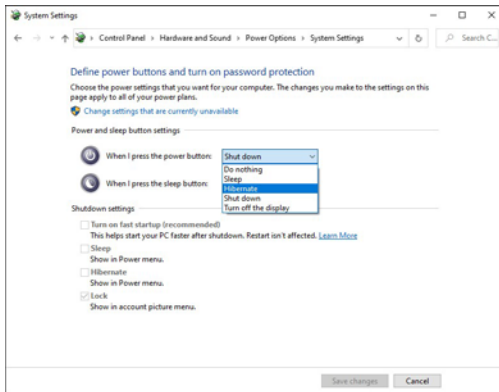 System Settings
Control Panel > Hardware and Sound > Power Options > System Settings
Search C...
Define power buttons and turn on password protection
Choose the power settings that you want for your computer. The changes you make to the settings on this
page apply to all of your power plans.
Change settings that are currently unavailable
Power and sleep button settings
When I press the power button: Shut down
Do nothing
Sleep
Hibernate
Shut down
Turn off the display
When I press the sleep button:
Shutdown settings
Turn on fast startup (recommended)
This helps start your PC faster after shutdown. Restart isn't affected. Learn More
Sleep
Show in Power menu.
Hibernate
Show in Power menu.
Lock
Show in account picture menu.
Save changes Cancel